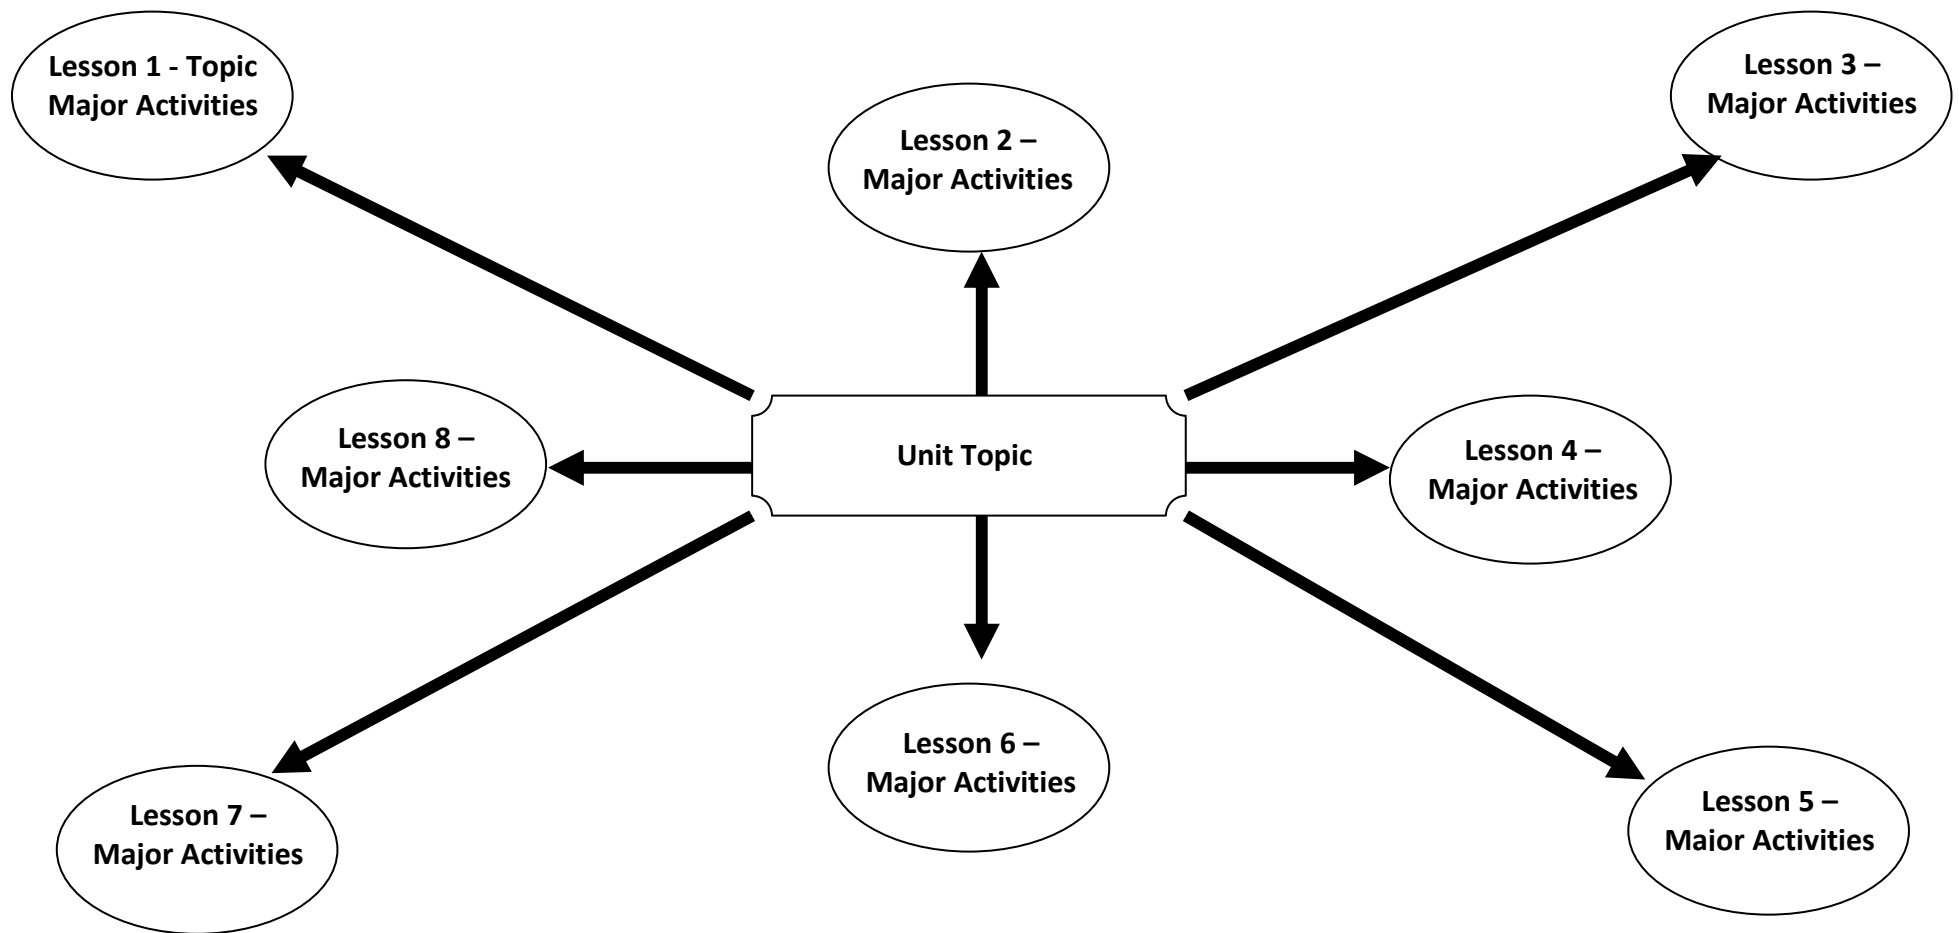 Lesson 1 - Topic
Major Activities
Lesson 2 –
Major Activities
Lesson 3 –
Major Activities
Lesson 8 –
Major Activities
Unit Topic
Lesson 4 –
Major Activities
Lesson 7 –
Major Activities
Lesson 6 –
Major Activities
Lesson 5 –
Major Activities